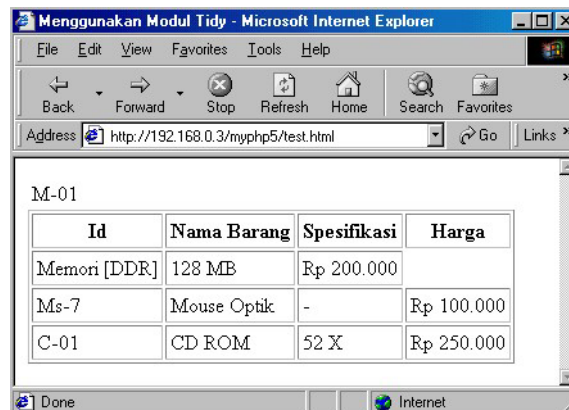 Menggunakan Modul Tidy - Microsoft Internet Explorer
File Edit View Favorites Tools Help
Back Forward Stop Refresh Home Search Favorites
Address http://192.168.0.3/myphp5/test.html Go Links
M-01
Id Nama Barang Spesifikasi Harga
Memori [DDR] 128 MB Rp 200.000
Ms-7 Mouse Optik - Rp 100.000
C-01 CD ROM 52 X Rp 250.000
Done Internet